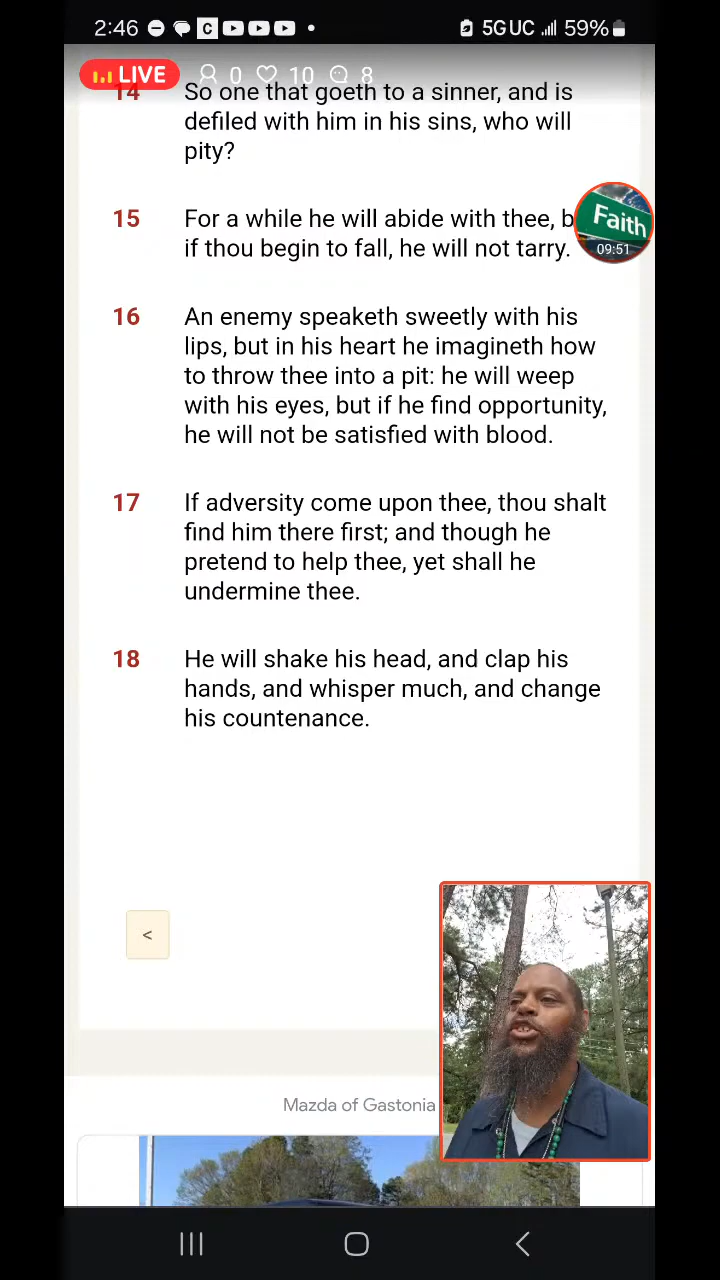 2:46 C 5G UC 59%
LIVE 0 10 8
14 So one that goeth to a sinner, and is
defiled with him in his sins, who will
pity?
15 For a while he will abide with thee, b
if thou begin to fall, he will not tarry.
Faith
09:51
16 An enemy speaketh sweetly with his
lips, but in his heart he imagineth how
to throw thee into a pit: he will weep
with his eyes, but if he find opportunity,
he will not be satisfied with blood.
17 If adversity come upon thee, thou shalt
find him there first; and though he
pretend to help thee, yet shall he
undermine thee.
18 He will shake his head, and clap his
hands, and whisper much, and change
his countenance.
<
Mazda of Gastonia